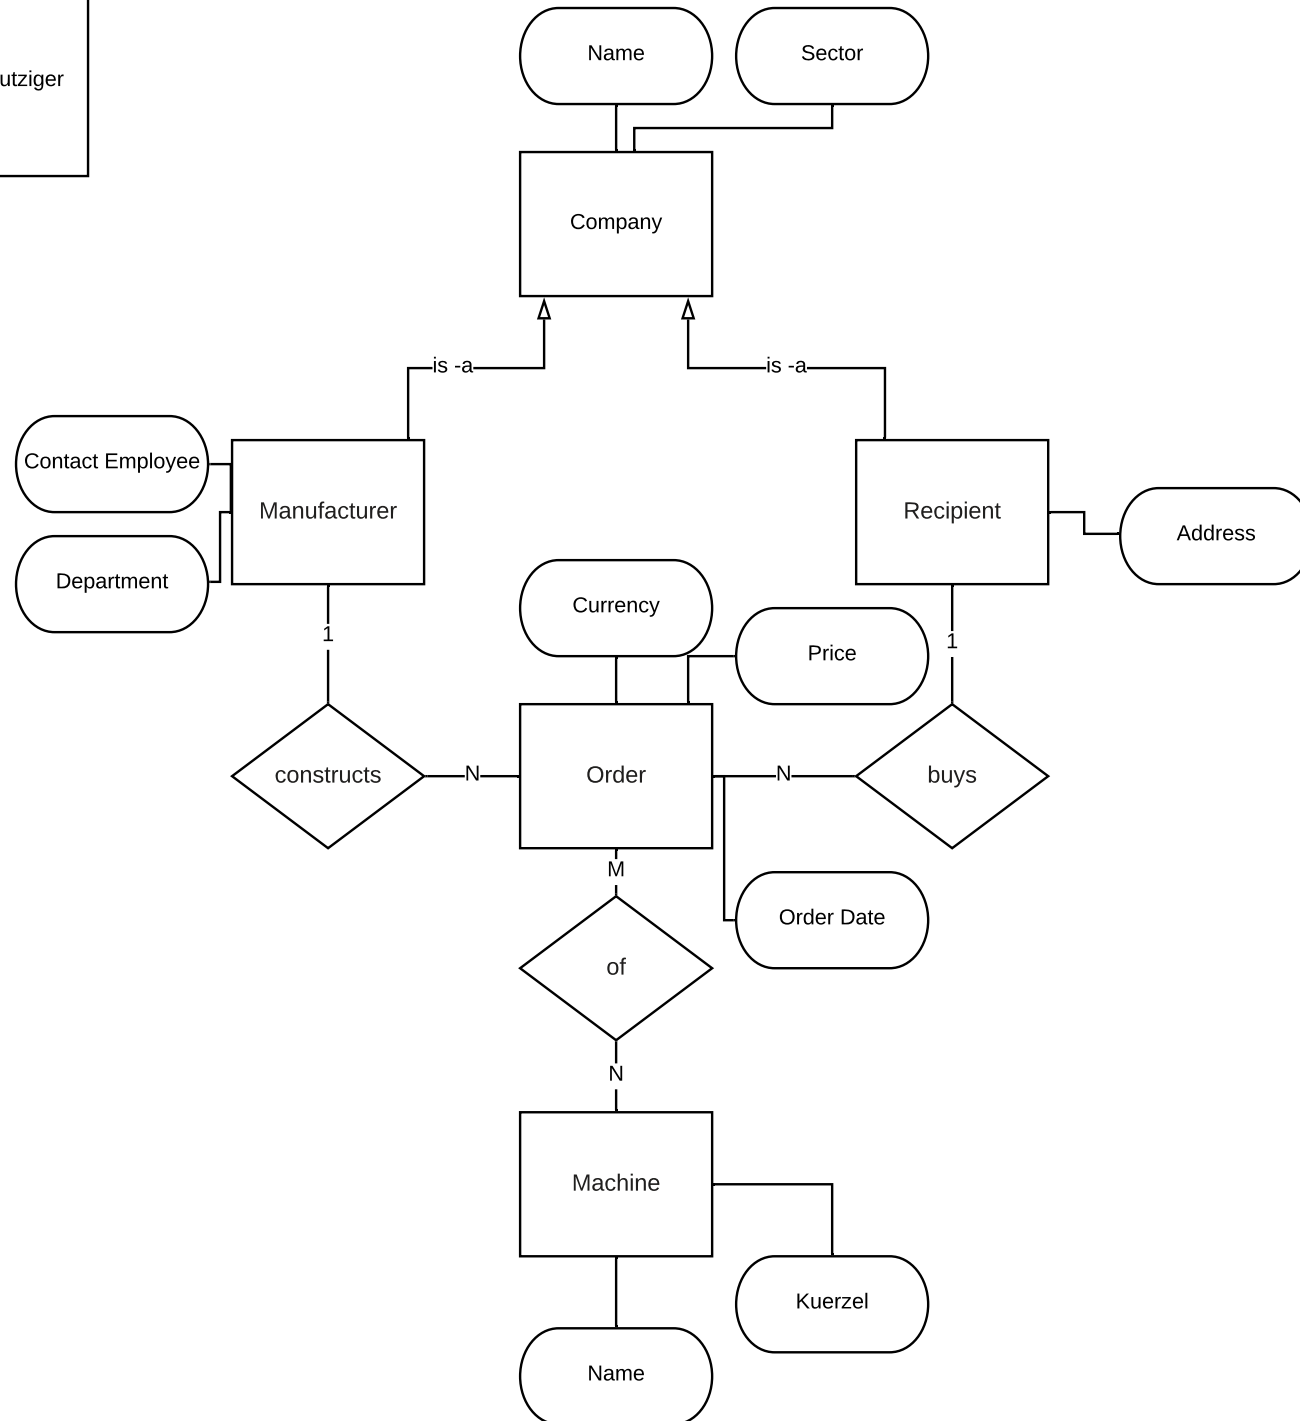 Name
Sector
utziger
Company
is -a
is -a
Contact Employee
Manufacturer
Recipient
Address
Department
Currency
1
1
Price
constructs
N
Order
N
buys
M
Order Date
of
N
Machine
Kuerzel
Name